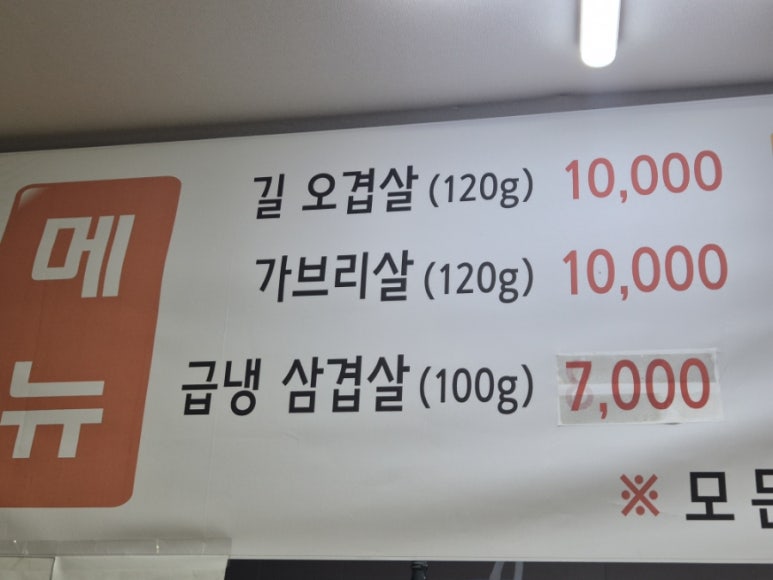 메뉴
길 오겹살 (120g) 10,000
가브리살 (120g) 10,000
급냉 삼겹살 (100g) 7,000
※ 모든